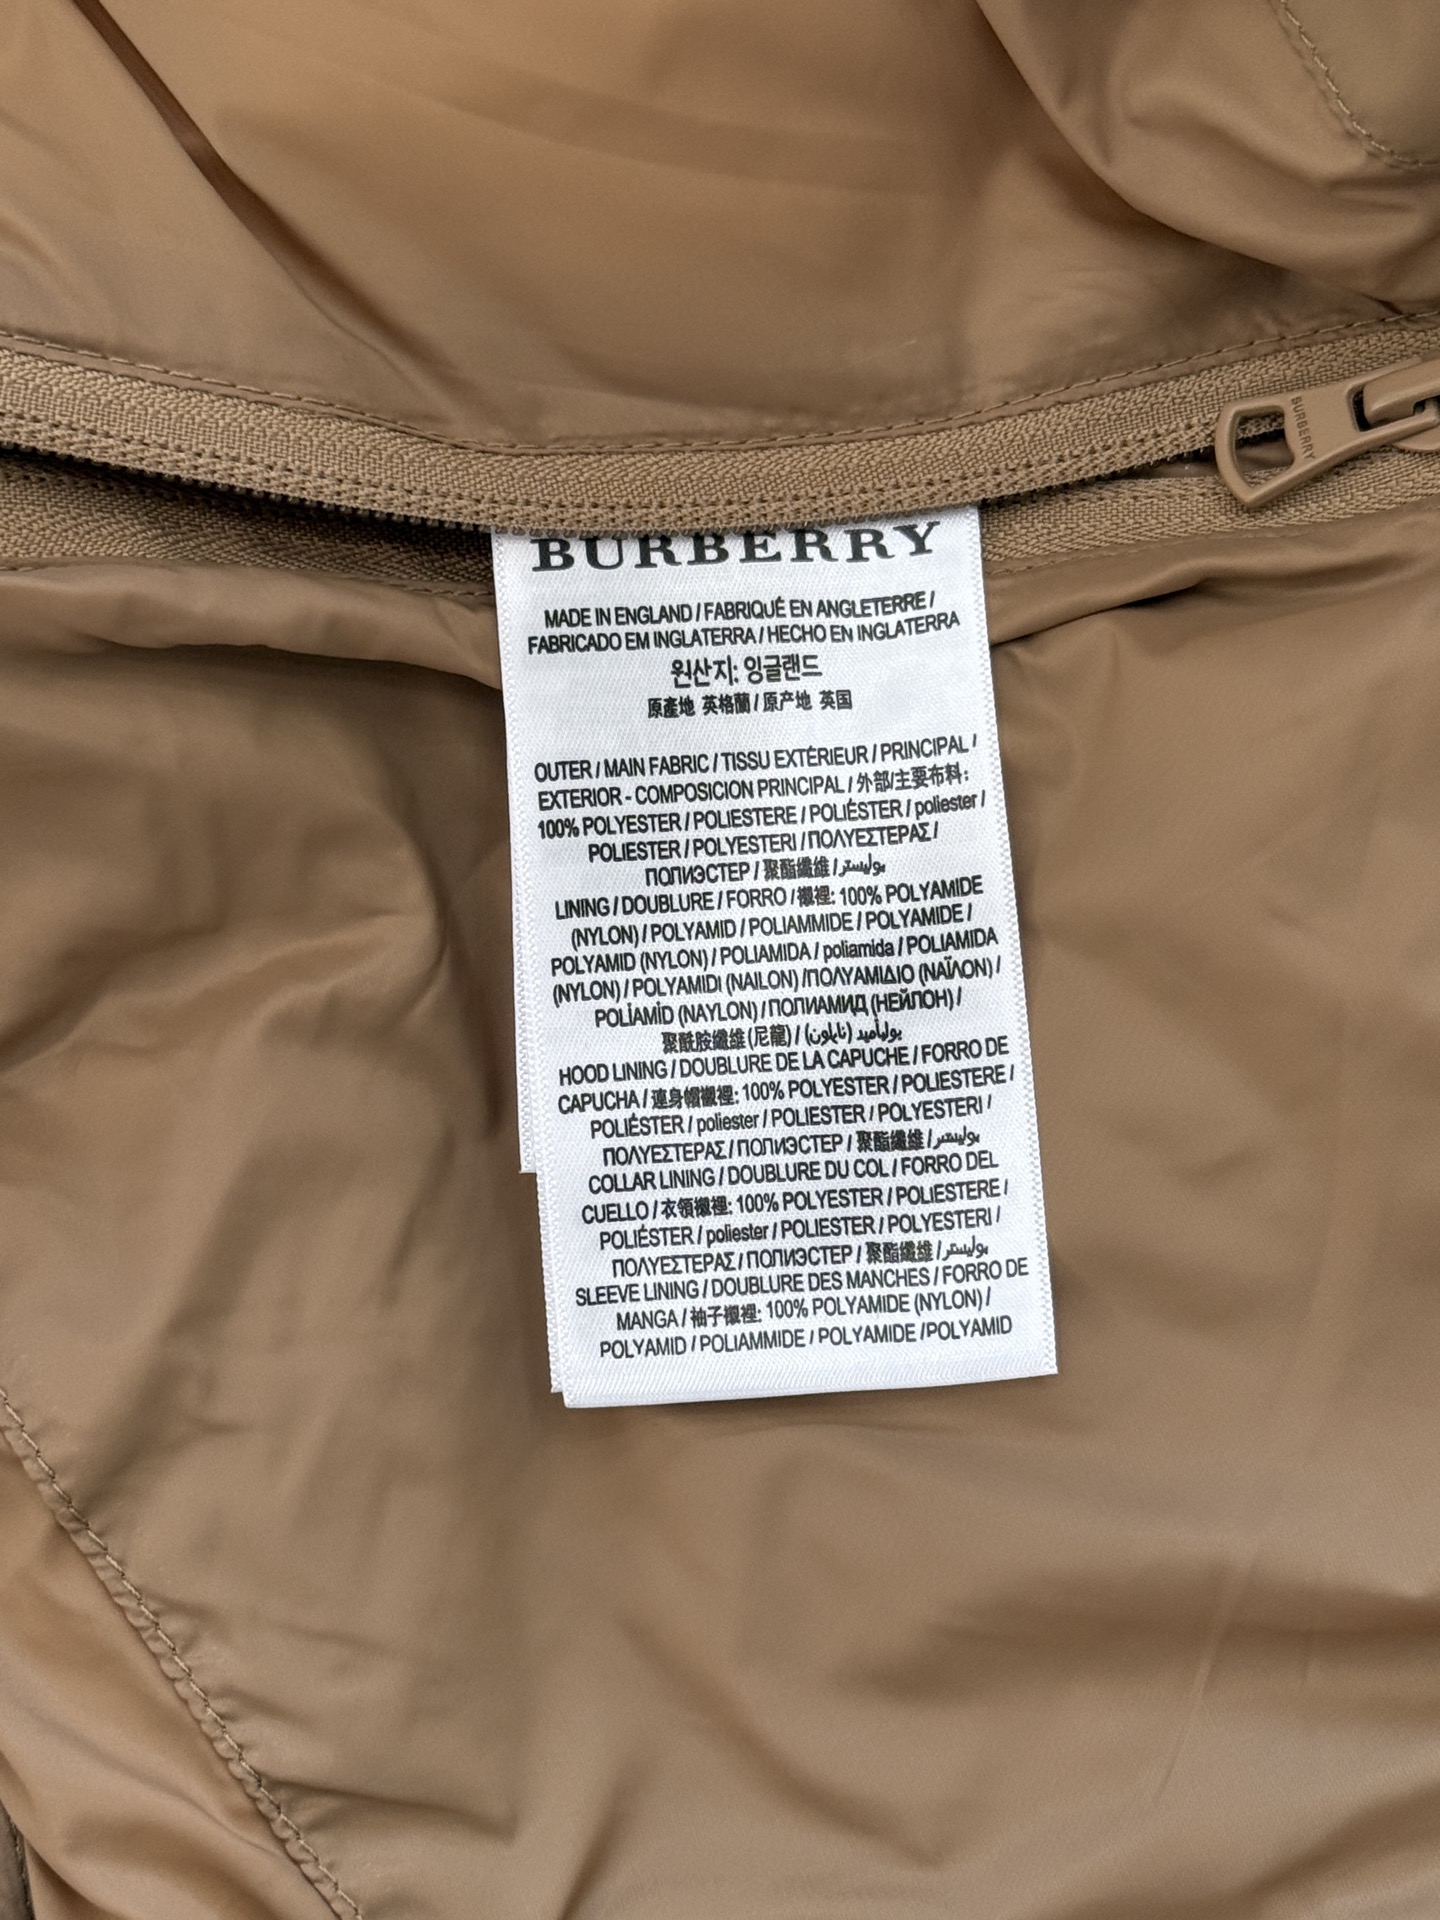 BURBERRY
BURBERRY
MADE IN ENGLAND / FABRIQUÉ EN ANGLETERRE /
FABRICADO EM INGLATERRA / HECHO EN INGLATERRA
원산지: 잉글랜드
原產地 英格蘭 / 原产地 英国
OUTER / MAIN FABRIC / TISSU EXTÉRIEUR / PRINCIPAL /
EXTERIOR - COMPOSICION PRINCIPAL / 外部/主要布料:
100% POLYESTER / POLIESTERE / POLIÉSTER / poliester /
POLIESTER / POLYESTERI / ΠΟΛΥΕΣΤΕΡΑΣ /
ПОЛИЭСТЕР / 聚酯纖維 / بوليستر
LINING / DOUBLURE / FORRO / 襯裡: 100% POLYAMIDE
(NYLON) / POLYAMID / POLIAMMIDE / POLYAMIDE /
POLYAMID (NYLON) / POLIAMIDA / poliamida / POLIAMIDA
(NYLON) / POLYAMIDI (NAILON) /ΠΟΛΥΑΜΙΔΙΟ (ΝΑΪΛΟΝ) /
POLİAMİD (NAYLON) / ПОЛИАМИД (НЕЙЛОН) /
聚酰胺纖維 (尼龍) / بوليأميد (نايلون)
HOOD LINING / DOUBLURE DE LA CAPUCHE / FORRO DE
CAPUCHA / 連身帽襯裡: 100% POLYESTER / POLIESTERE /
POLIÉSTER / poliester / POLIESTER / POLYESTERI /
ΠΟΛΥΕΣΤΕΡΑΣ / ПОЛИЭСТЕР / 聚酯纖維 / بوليستر
COLLAR LINING / DOUBLURE DU COL / FORRO DEL
CUELLO / 衣領襯裡: 100% POLYESTER / POLIESTERE /
POLIÉSTER / poliester / POLIESTER / POLYESTERI /
ΠΟΛΥΕΣΤΕΡΑΣ / ПОЛИЭСТЕР / 聚酯纖維 / بوليستر
SLEEVE LINING / DOUBLURE DES MANCHES / FORRO DE
MANGA / 袖子襯裡: 100% POLYAMIDE (NYLON) /
POLYAMID / POLIAMMIDE / POLYAMIDE /POLYAMID